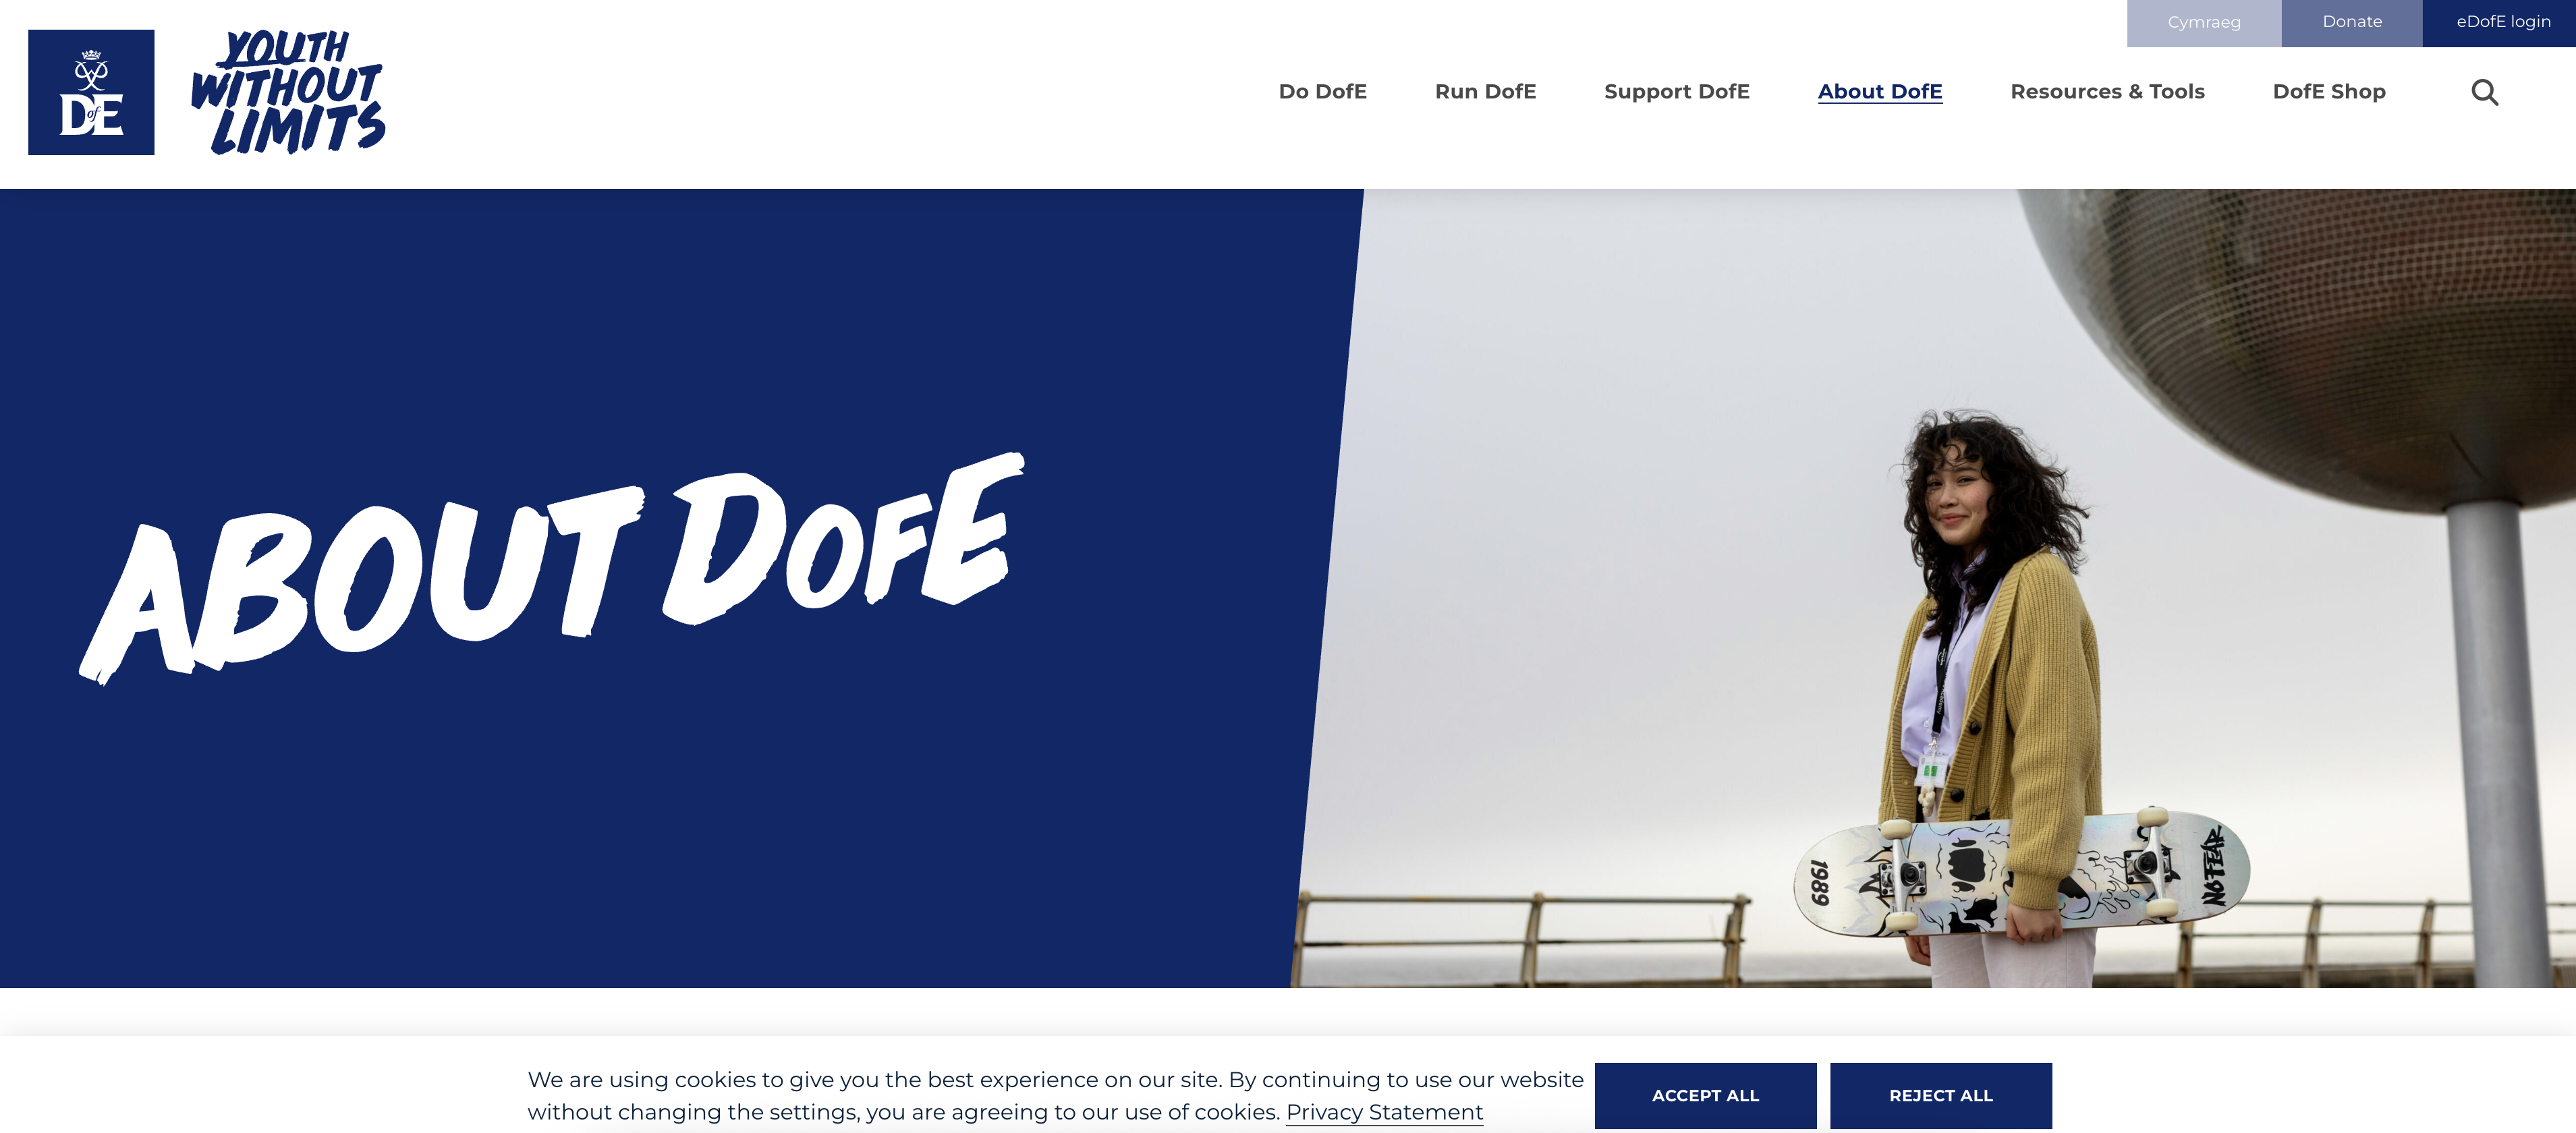 Cymraeg
Donate
eDofE login
DofE
YOUTH
WITHOUT
LIMITS
Do DofE
Run DofE
Support DofE
About DofE
Resources & Tools
DofE Shop
ABOUT DOFE
1989
NO FEAR
We are using cookies to give you the best experience on our site. By continuing to use our website
without changing the settings, you are agreeing to our use of cookies. Privacy Statement
ACCEPT ALL
REJECT ALL